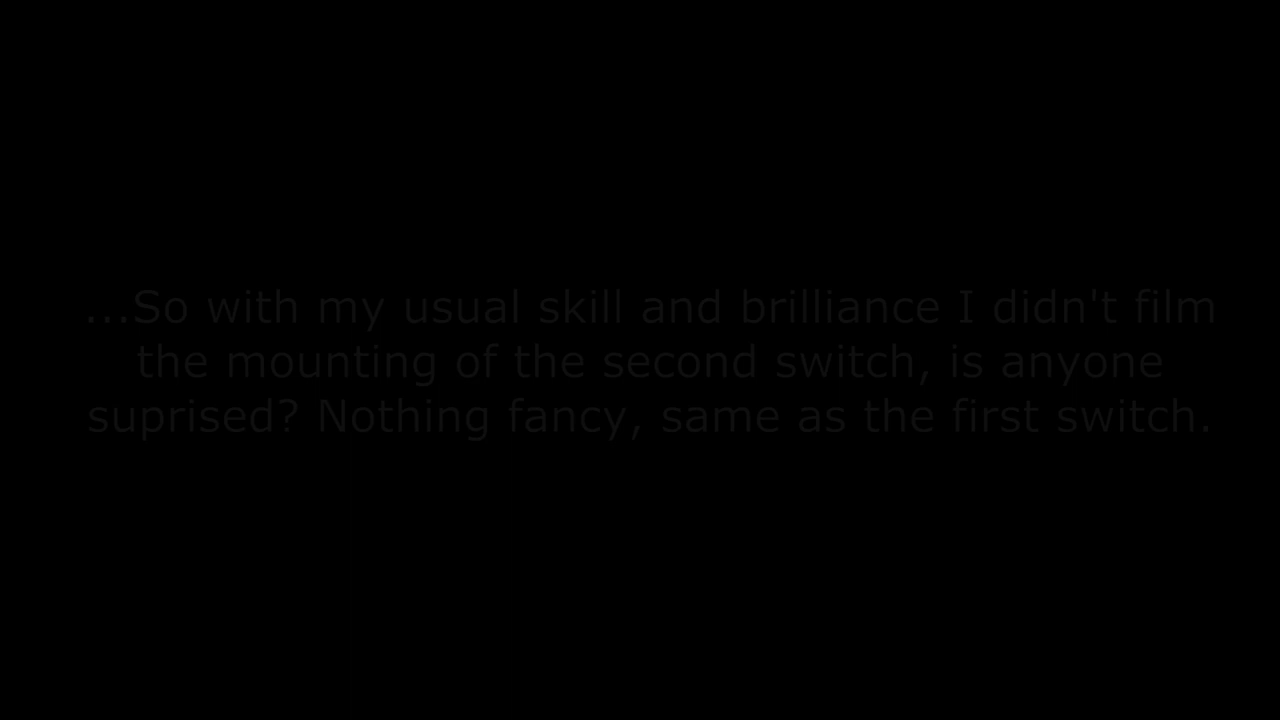 ...So with my usual skill and brilliance I didn't film
the mounting of the second switch, is anyone
suprised? Nothing fancy, same as the first switch.